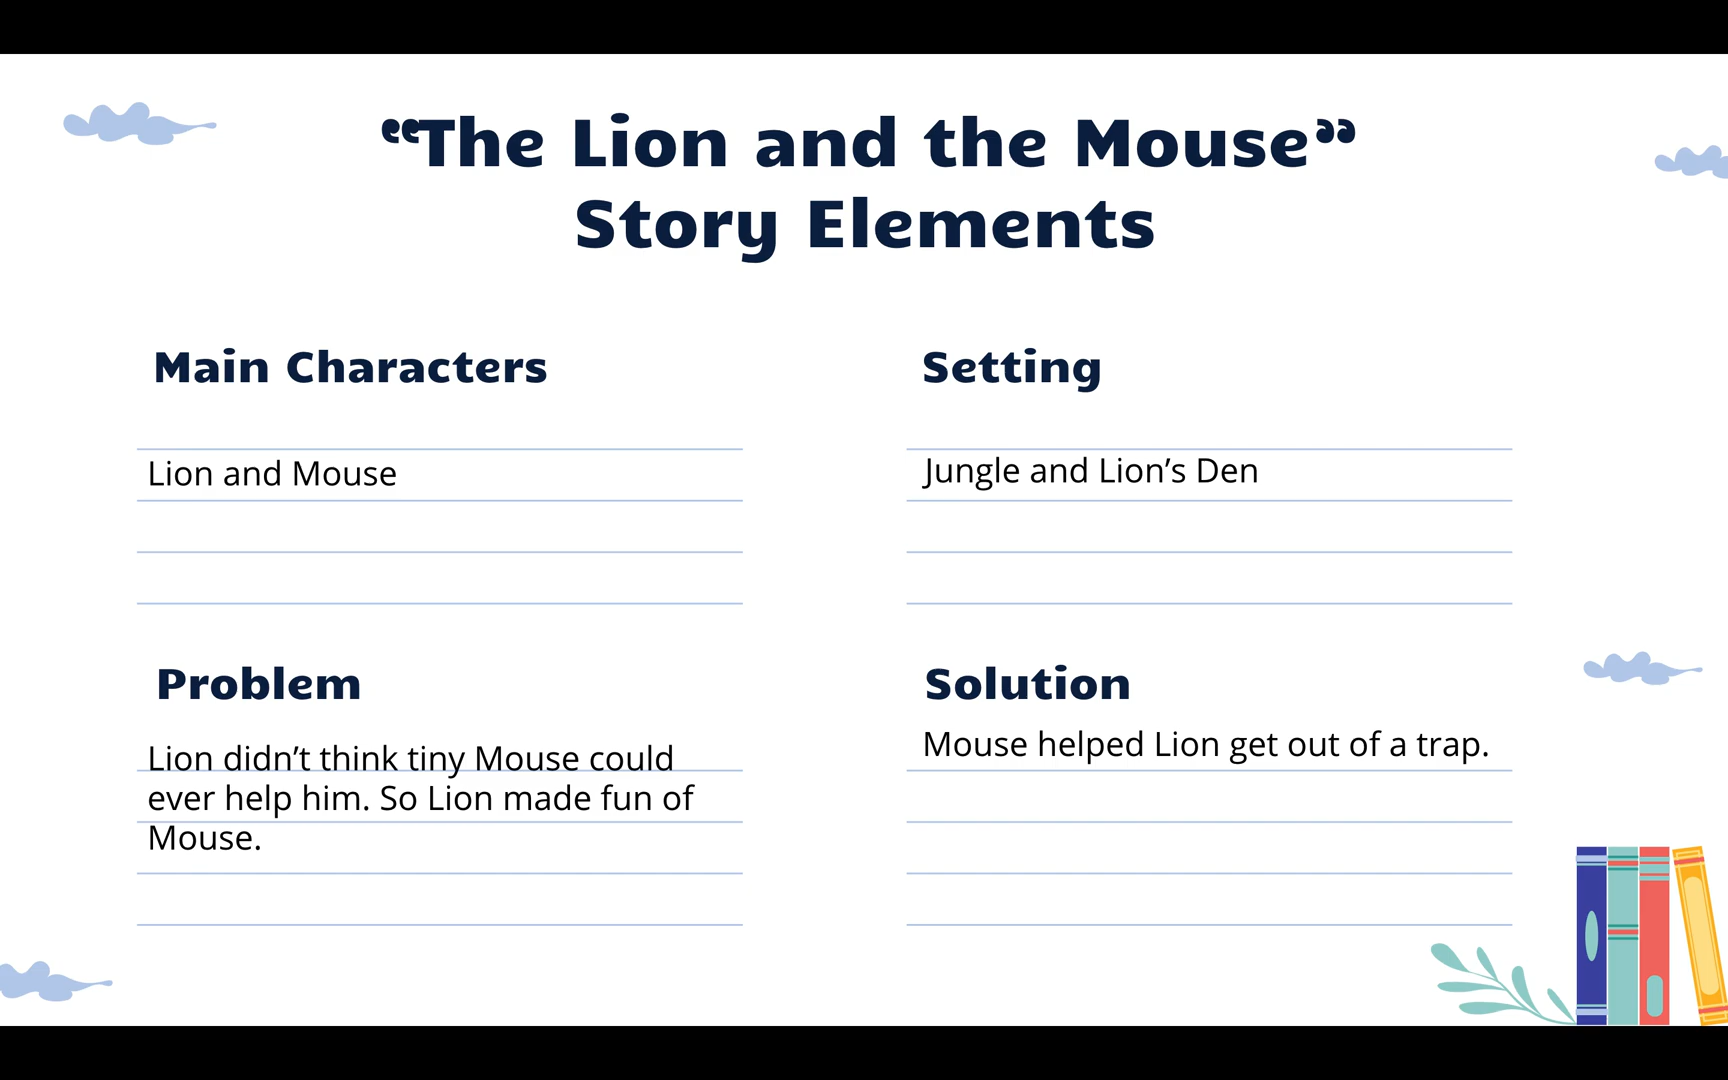 “The Lion and the Mouse”
Story Elements
Main Characters
Lion and Mouse
Setting
Jungle and Lion’s Den
Problem
Lion didn’t think tiny Mouse could
ever help him. So Lion made fun of
Mouse.
Solution
Mouse helped Lion get out of a trap.